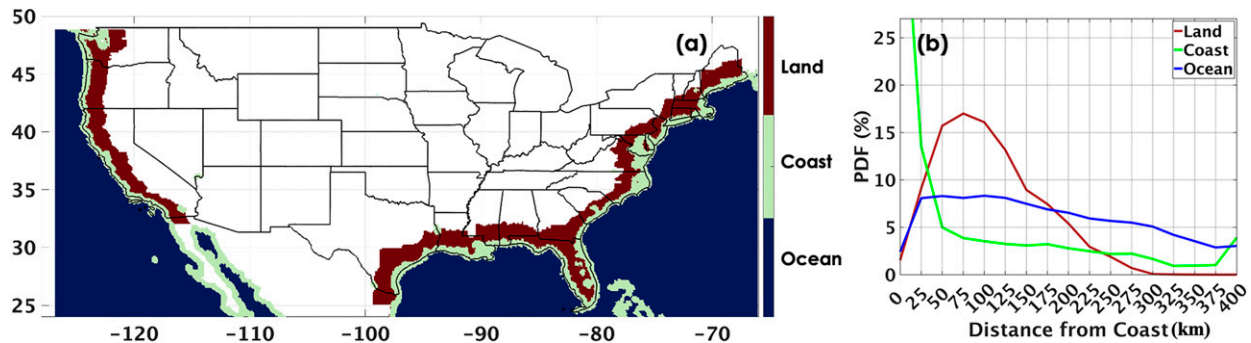 50
45
40
35
30
25
-120
-110
-100
-90
-80
-70
(a)
Land
Coast
Ocean
(b)
Land
Coast
Ocean
PDF (%)
25
20
15
10
5
0
0 25 50 75 100 125 150 175 200 225 250 275 300 325 350 375 400
Distance from Coast(km)